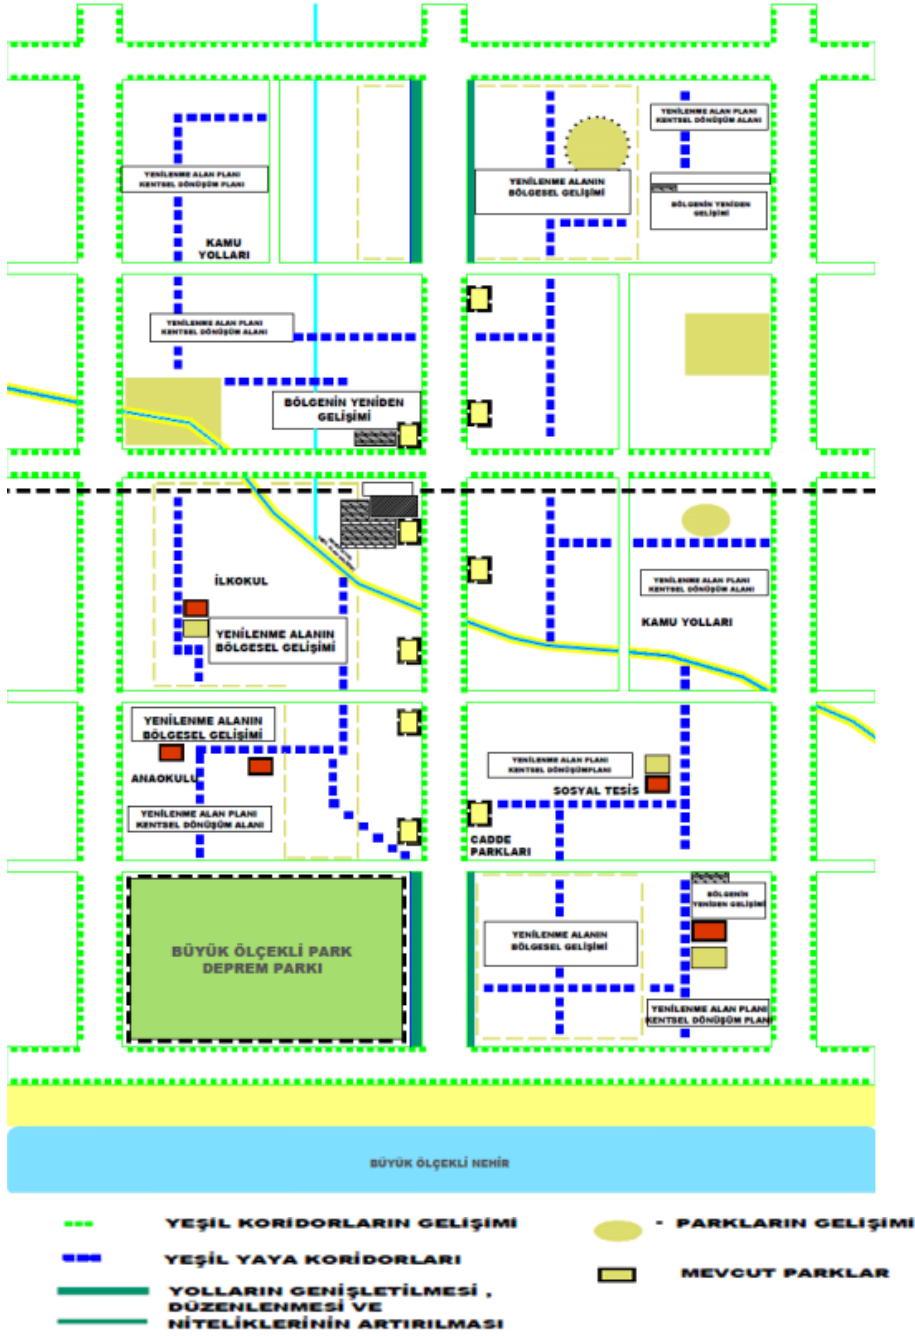 YENİLENME ALAN PLANI
KENTSEL DÖNÜŞÜM ALANI
YENİLENME ALAN PLANI
KENTSEL DÖNÜŞÜM PLANI
YENİLENME ALANIN
BÖLGESEL GELİŞİMİ
BÖLGENİN YENİDEN
GELİŞİMİ
KAMU
YOLLARI
YENİLENME ALAN PLANI
KENTSEL DÖNÜŞÜM ALANI
BÖLGENİN YENİDEN
GELİŞİMİ
İLKOKUL
YENİLENME ALAN PLANI
KENTSEL DÖNÜŞÜM ALANI
KAMU YOLLARI
YENİLENME ALANIN
BÖLGESEL GELİŞİMİ
YENİLENME ALANIN
BÖLGESEL GELİŞİMİ
ANAOKULU
YENİLENME ALAN PLANI
KENTSEL DÖNÜŞÜMPLANI
SOSYAL TESİS
YENİLENME ALAN PLANI
KENTSEL DÖNÜŞÜM ALANI
CADDE
PARKLARI
BÖLGENİN
YENİDEN GELİŞİMİ
BÜYÜK ÖLÇEKLİ PARK
DEPREM PARKI
YENİLENME ALANIN
BÖLGESEL GELİŞİMİ
YENİLENME ALAN PLANI
KENTSEL DÖNÜŞÜM PLANI
BÜYÜK ÖLÇEKLİ NEHİR
YEŞİL KORİDORLARIN GELİŞİMİ
- PARKLARIN GELİŞİMİ
YEŞİL YAYA KORİDORLARI
MEVCUT PARKLAR
YOLLARIN GENİŞLETİLMESİ ,
DÜZENLENMESİ VE
NİTELİKLERİNİN ARTIRILMASI